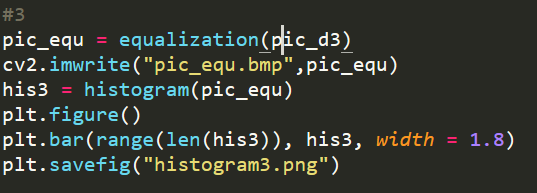 #3
pic_equ = equalization(pic_d3)
cv2.imwrite("pic_equ.bmp",pic_equ)
his3 = histogram(pic_equ)
plt.figure()
plt.bar(range(len(his3)), his3, width = 1.8)
plt.savefig("histogram3.png")